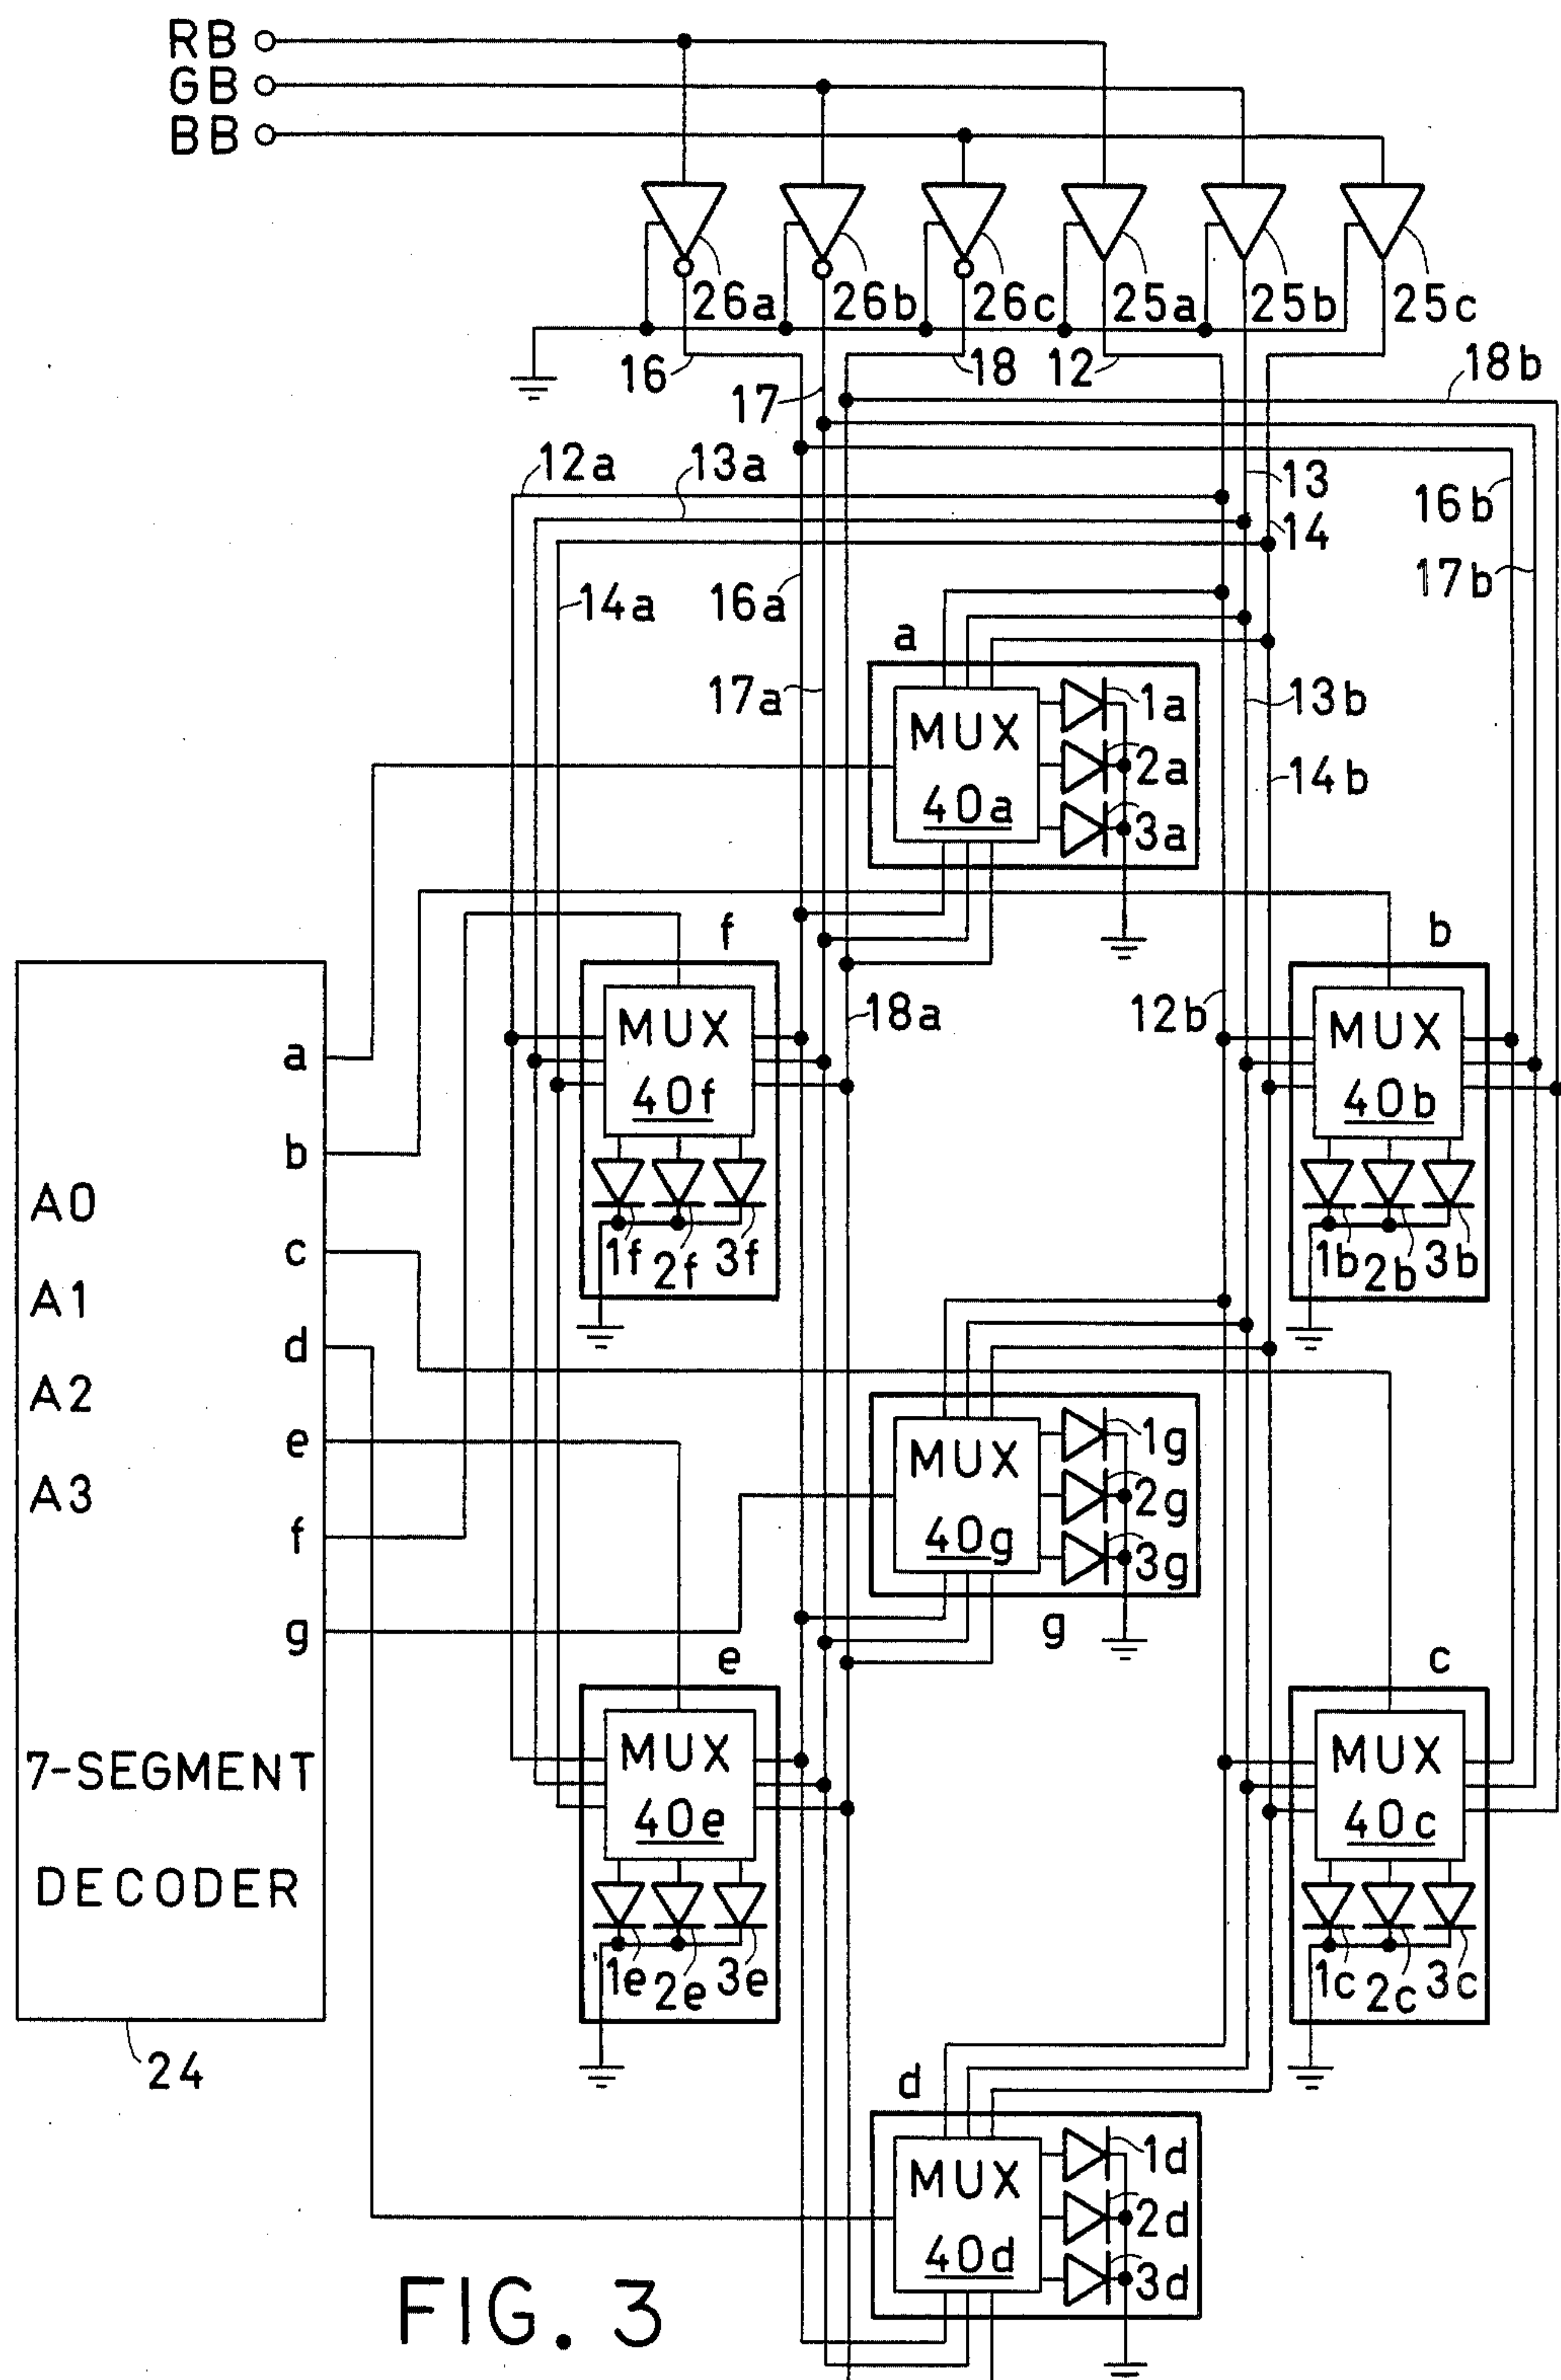 RB
GB
BB
26a 26b 26c 25a 25b 25c
16 18 12 18b
17
12a 13a 13 16b
14
14a 16a 17b
a
17a 1a 13b
MUX 2a 14b
40a 3a
f b
18a 12b
MUX MUX
a
40f 40b
b
A0
c 1f 2f 3f 1b 2b 3b
A1
d
A2
e 1g
MUX 2g
A3
f 40g 3g
g g
e c
7-SEGMENT MUX MUX
40e 40c
DECODER
1e 2e 3e 1c 2c 3c
24
d
1d
MUX 2d
40d 3d
FIG. 3